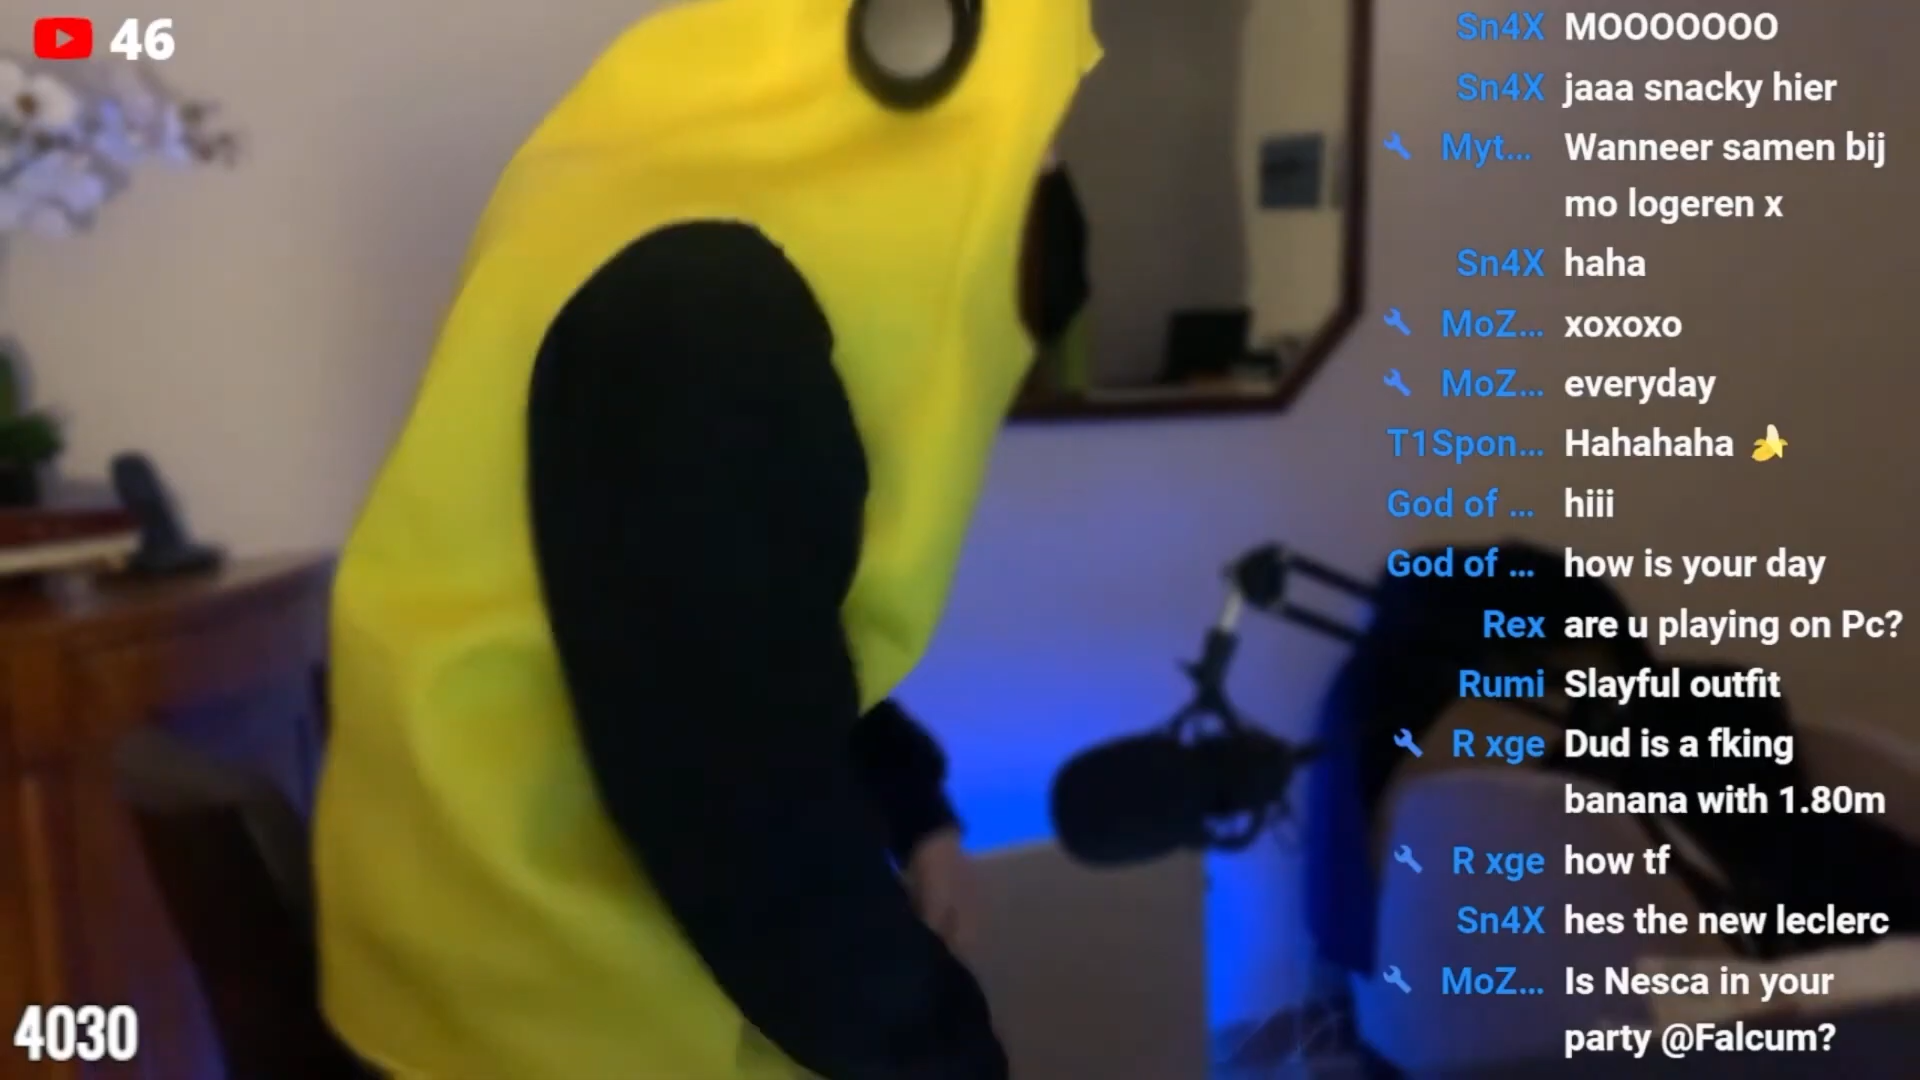 46
Sn4X MOOOOOOO
Sn4X jaaa snacky hier
Myt... Wanneer samen bij
mo logeren x
Sn4X haha
MoZ... xoxoxo
MoZ... everyday
T1Spon... Hahahaha 🍌
God of ... hiii
God of ... how is your day
Rex are u playing on Pc?
Rumi Slayful outfit
R xge Dud is a fking
banana with 1.80m
R xge how tf
Sn4X hes the new leclerc
MoZ... Is Nesca in your
party @Falcum?
4030